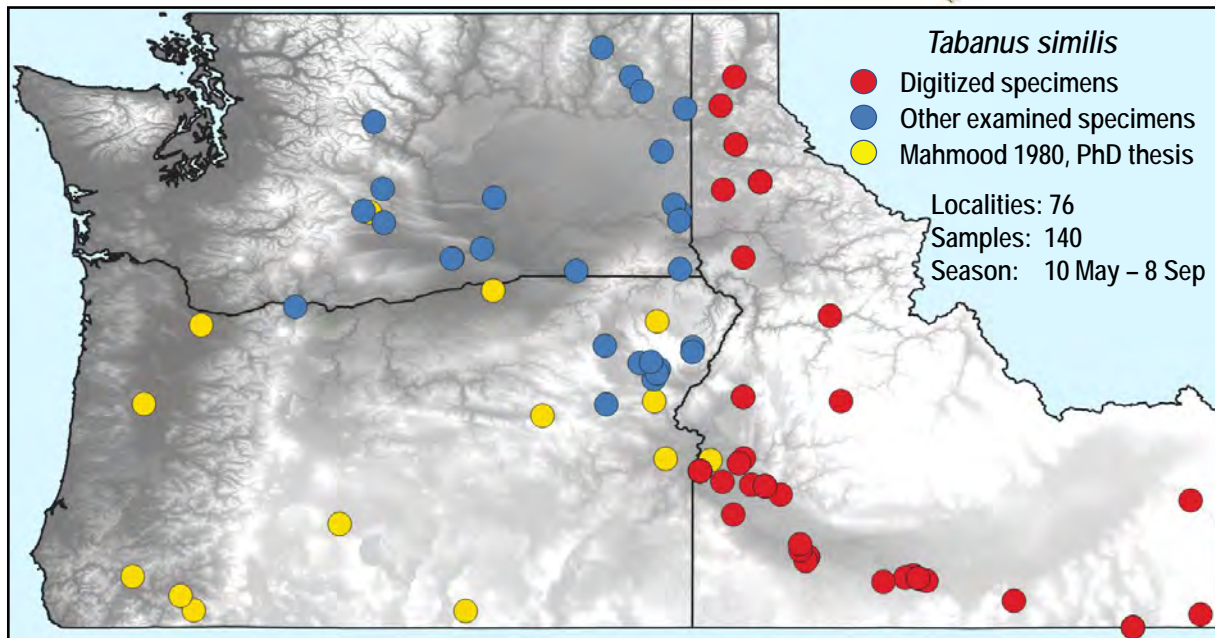 Tabanus similis
Digitized specimens
Other examined specimens
Mahmood 1980, PhD thesis
Localities: 76
Samples: 140
Season: 10 May – 8 Sep